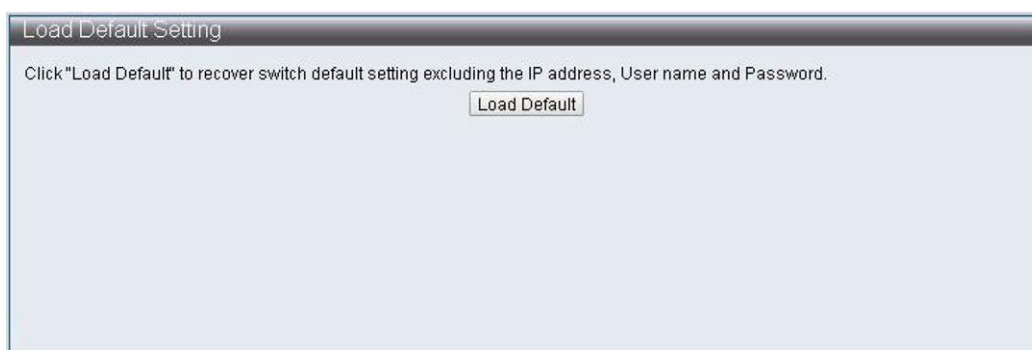 Load Default Setting
Click "Load Default" to recover switch default setting excluding the IP address, User name and Password.
Load Default